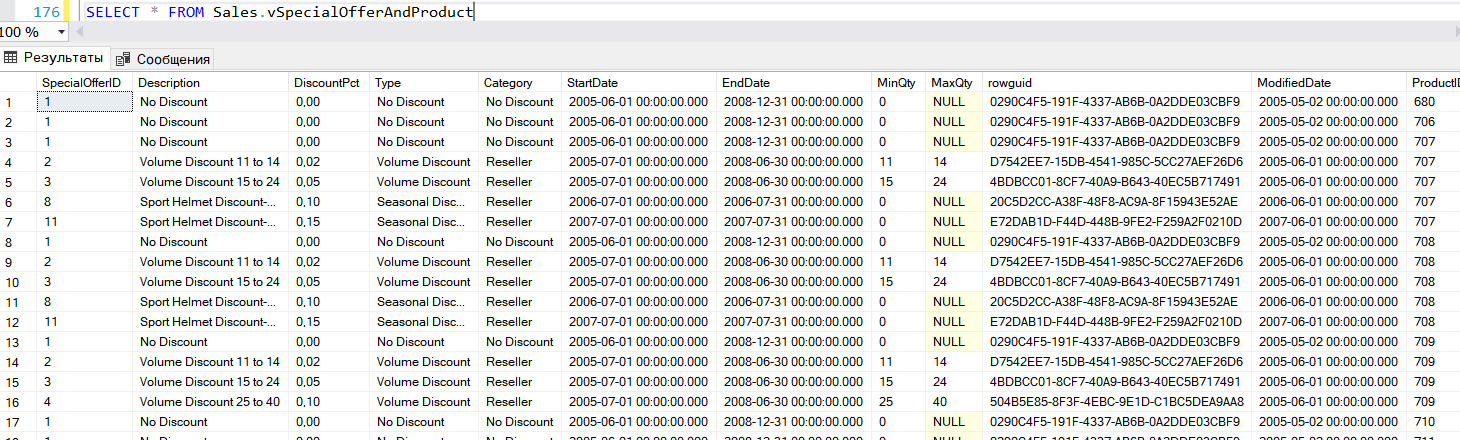 176 SELECT * FROM Sales.vSpecialOfferAndProduct
100 %
Результаты Сообщения
SpecialOfferID Description DiscountPct Type Category StartDate EndDate MinQty MaxQty rowguid ModifiedDate ProductID
1 1 No Discount 0,00 No Discount No Discount 2005-06-01 00:00:00.000 2008-12-31 00:00:00.000 0 NULL 0290C4F5-191F-4337-AB6B-0A2DDE03CBF9 2005-05-02 00:00:00.000 680
2 1 No Discount 0,00 No Discount No Discount 2005-06-01 00:00:00.000 2008-12-31 00:00:00.000 0 NULL 0290C4F5-191F-4337-AB6B-0A2DDE03CBF9 2005-05-02 00:00:00.000 706
3 1 No Discount 0,00 No Discount No Discount 2005-06-01 00:00:00.000 2008-12-31 00:00:00.000 0 NULL 0290C4F5-191F-4337-AB6B-0A2DDE03CBF9 2005-05-02 00:00:00.000 707
4 2 Volume Discount 11 to 14 0,02 Volume Discount Reseller 2005-07-01 00:00:00.000 2008-06-30 00:00:00.000 11 14 D7542EE7-15DB-4541-985C-5CC27AEF26D6 2005-06-01 00:00:00.000 707
5 3 Volume Discount 15 to 24 0,05 Volume Discount Reseller 2005-07-01 00:00:00.000 2008-06-30 00:00:00.000 15 24 4BDBCC01-8CF7-40A9-B643-40EC5B717491 2005-06-01 00:00:00.000 707
6 8 Sport Helmet Discount-... 0,10 Seasonal Disc... Reseller 2006-07-01 00:00:00.000 2006-07-31 00:00:00.000 0 NULL 20C5D2CC-A38F-48F8-AC9A-8F15943E52AE 2006-06-01 00:00:00.000 707
7 11 Sport Helmet Discount-... 0,15 Seasonal Disc... Reseller 2007-07-01 00:00:00.000 2007-07-31 00:00:00.000 0 NULL E72DAB1D-F44D-448B-9FE2-F259A2F0210D 2007-06-01 00:00:00.000 707
8 1 No Discount 0,00 No Discount No Discount 2005-06-01 00:00:00.000 2008-12-31 00:00:00.000 0 NULL 0290C4F5-191F-4337-AB6B-0A2DDE03CBF9 2005-05-02 00:00:00.000 708
9 2 Volume Discount 11 to 14 0,02 Volume Discount Reseller 2005-07-01 00:00:00.000 2008-06-30 00:00:00.000 11 14 D7542EE7-15DB-4541-985C-5CC27AEF26D6 2005-06-01 00:00:00.000 708
10 3 Volume Discount 15 to 24 0,05 Volume Discount Reseller 2005-07-01 00:00:00.000 2008-06-30 00:00:00.000 15 24 4BDBCC01-8CF7-40A9-B643-40EC5B717491 2005-06-01 00:00:00.000 708
11 8 Sport Helmet Discount-... 0,10 Seasonal Disc... Reseller 2006-07-01 00:00:00.000 2006-07-31 00:00:00.000 0 NULL 20C5D2CC-A38F-48F8-AC9A-8F15943E52AE 2006-06-01 00:00:00.000 708
12 11 Sport Helmet Discount-... 0,15 Seasonal Disc... Reseller 2007-07-01 00:00:00.000 2007-07-31 00:00:00.000 0 NULL E72DAB1D-F44D-448B-9FE2-F259A2F0210D 2007-06-01 00:00:00.000 708
13 1 No Discount 0,00 No Discount No Discount 2005-06-01 00:00:00.000 2008-12-31 00:00:00.000 0 NULL 0290C4F5-191F-4337-AB6B-0A2DDE03CBF9 2005-05-02 00:00:00.000 709
14 2 Volume Discount 11 to 14 0,02 Volume Discount Reseller 2005-07-01 00:00:00.000 2008-06-30 00:00:00.000 11 14 D7542EE7-15DB-4541-985C-5CC27AEF26D6 2005-06-01 00:00:00.000 709
15 3 Volume Discount 15 to 24 0,05 Volume Discount Reseller 2005-07-01 00:00:00.000 2008-06-30 00:00:00.000 15 24 4BDBCC01-8CF7-40A9-B643-40EC5B717491 2005-06-01 00:00:00.000 709
16 4 Volume Discount 25 to 40 0,10 Volume Discount Reseller 2005-07-01 00:00:00.000 2008-06-30 00:00:00.000 25 40 504B5E85-8F3F-4EBC-9E1D-C1BC5DEA9AA8 2005-06-01 00:00:00.000 709
17 1 No Discount 0,00 No Discount No Discount 2005-06-01 00:00:00.000 2008-12-31 00:00:00.000 0 NULL 0290C4F5-191F-4337-AB6B-0A2DDE03CBF9 2005-05-02 00:00:00.000 710